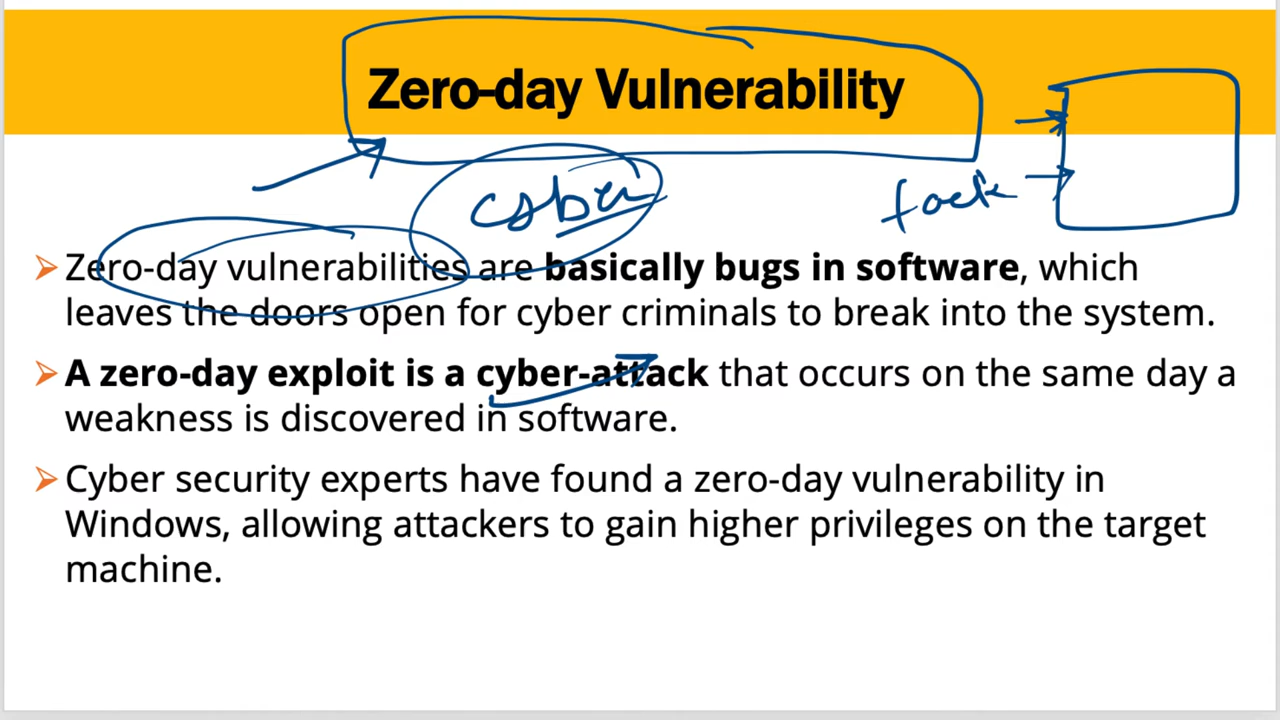 Zero-day Vulnerability
cyber
➤ Zero-day vulnerabilities are basically bugs in software, which
leaves the doors open for cyber criminals to break into the system.
➤ A zero-day exploit is a cyber-attack that occurs on the same day a
weakness is discovered in software.
➤ Cyber security experts have found a zero-day vulnerability in
Windows, allowing attackers to gain higher privileges on the target
machine.